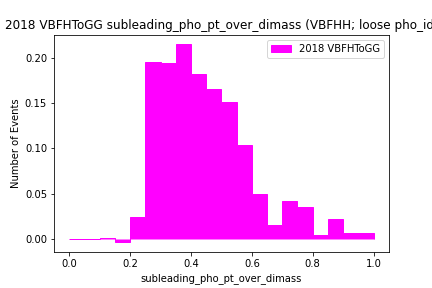 2018 VBFHToGG subleading_pho_pt_over_dimass (VBFHH; loose pho_id
2018 VBFHToGG
Number of Events
0.20
0.15
0.10
0.05
0.00
0.0 0.2 0.4 0.6 0.8 1.0
subleading_pho_pt_over_dimass